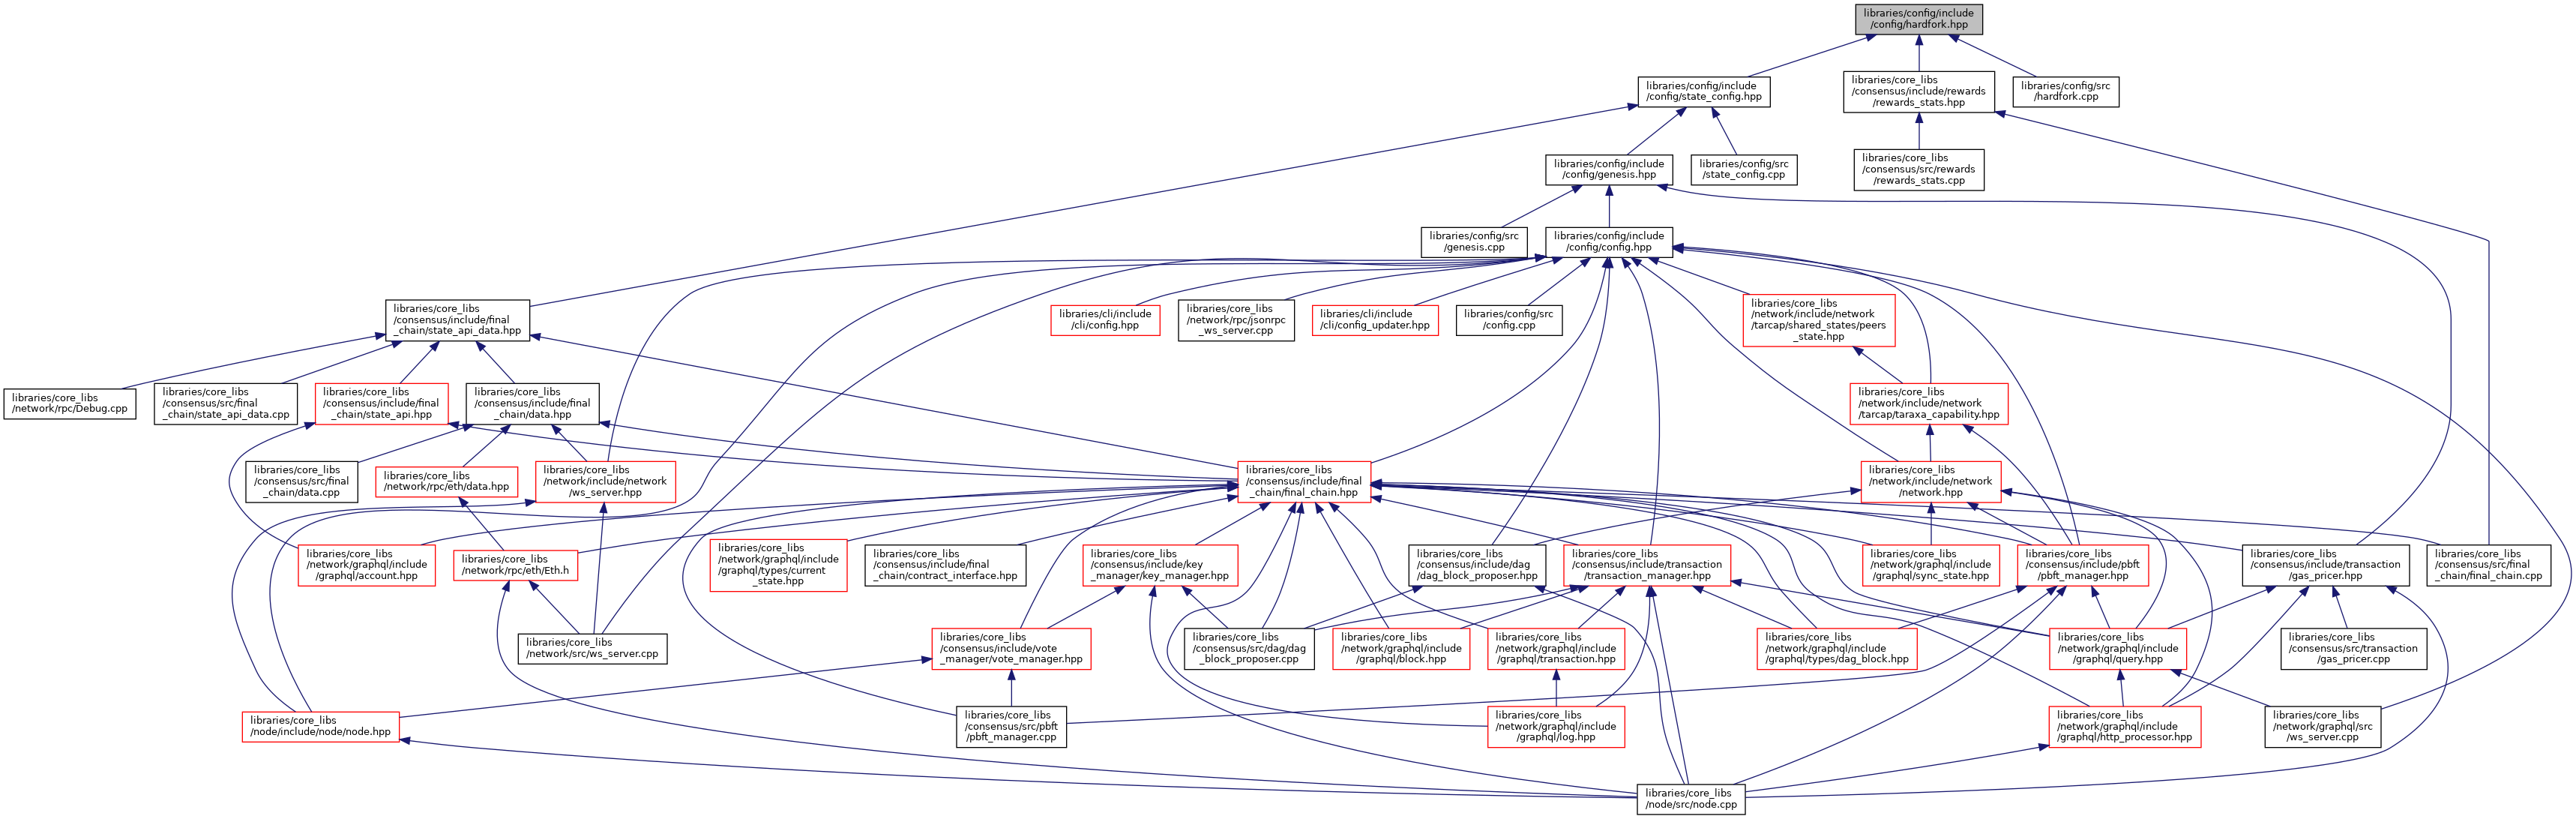 libraries/config/include
/config/hardfork.hpp
libraries/config/include
/config/state_config.hpp
libraries/core_libs
/consensus/include/rewards
/rewards_stats.hpp
libraries/config/src
/hardfork.cpp
libraries/config/include
/config/genesis.hpp
libraries/config/src
/state_config.cpp
libraries/core_libs
/consensus/src/rewards
/rewards_stats.cpp
libraries/config/src
/genesis.cpp
libraries/config/include
/config/config.hpp
libraries/core_libs
/consensus/include/final
_chain/state_api_data.hpp
libraries/cli/include
/cli/config.hpp
libraries/core_libs
/network/rpc/jsonrpc
_ws_server.cpp
libraries/cli/include
/cli/config_updater.hpp
libraries/config/src
/config.cpp
libraries/core_libs
/network/include/network
/tarcap/shared_states/peers
_state.hpp
libraries/core_libs
/network/rpc/Debug.cpp
libraries/core_libs
/consensus/src/final
_chain/state_api_data.cpp
libraries/core_libs
/consensus/include/final
_chain/state_api.hpp
libraries/core_libs
/consensus/include/final
_chain/data.hpp
libraries/core_libs
/network/include/network
/tarcap/taraxa_capability.hpp
libraries/core_libs
/consensus/src/final
_chain/data.cpp
libraries/core_libs
/network/rpc/eth/data.hpp
libraries/core_libs
/network/include/network
/ws_server.hpp
libraries/core_libs
/consensus/include/final
_chain/final_chain.hpp
libraries/core_libs
/network/include/network
/network.hpp
libraries/core_libs
/network/graphql/include
/graphql/account.hpp
libraries/core_libs
/network/rpc/eth/Eth.h
libraries/core_libs
/network/graphql/include
/graphql/types/current
_state.hpp
libraries/core_libs
/consensus/include/final
_chain/contract_interface.hpp
libraries/core_libs
/consensus/include/key
_manager/key_manager.hpp
libraries/core_libs
/consensus/include/dag
/dag_block_proposer.hpp
libraries/core_libs
/consensus/include/transaction
/transaction_manager.hpp
libraries/core_libs
/network/graphql/include
/graphql/sync_state.hpp
libraries/core_libs
/consensus/include/pbft
/pbft_manager.hpp
libraries/core_libs
/consensus/include/transaction
/gas_pricer.hpp
libraries/core_libs
/consensus/src/final
_chain/final_chain.cpp
libraries/core_libs
/network/src/ws_server.cpp
libraries/core_libs
/consensus/include/vote
_manager/vote_manager.hpp
libraries/core_libs
/consensus/src/dag/dag
_block_proposer.cpp
libraries/core_libs
/network/graphql/include
/graphql/block.hpp
libraries/core_libs
/network/graphql/include
/graphql/transaction.hpp
libraries/core_libs
/network/graphql/include
/graphql/types/dag_block.hpp
libraries/core_libs
/network/graphql/include
/graphql/query.hpp
libraries/core_libs
/consensus/src/transaction
/gas_pricer.cpp
libraries/core_libs
/node/include/node/node.hpp
libraries/core_libs
/consensus/src/pbft
/pbft_manager.cpp
libraries/core_libs
/network/graphql/include
/graphql/log.hpp
libraries/core_libs
/network/graphql/include
/graphql/http_processor.hpp
libraries/core_libs
/network/graphql/src
/ws_server.cpp
libraries/core_libs
/node/src/node.cpp